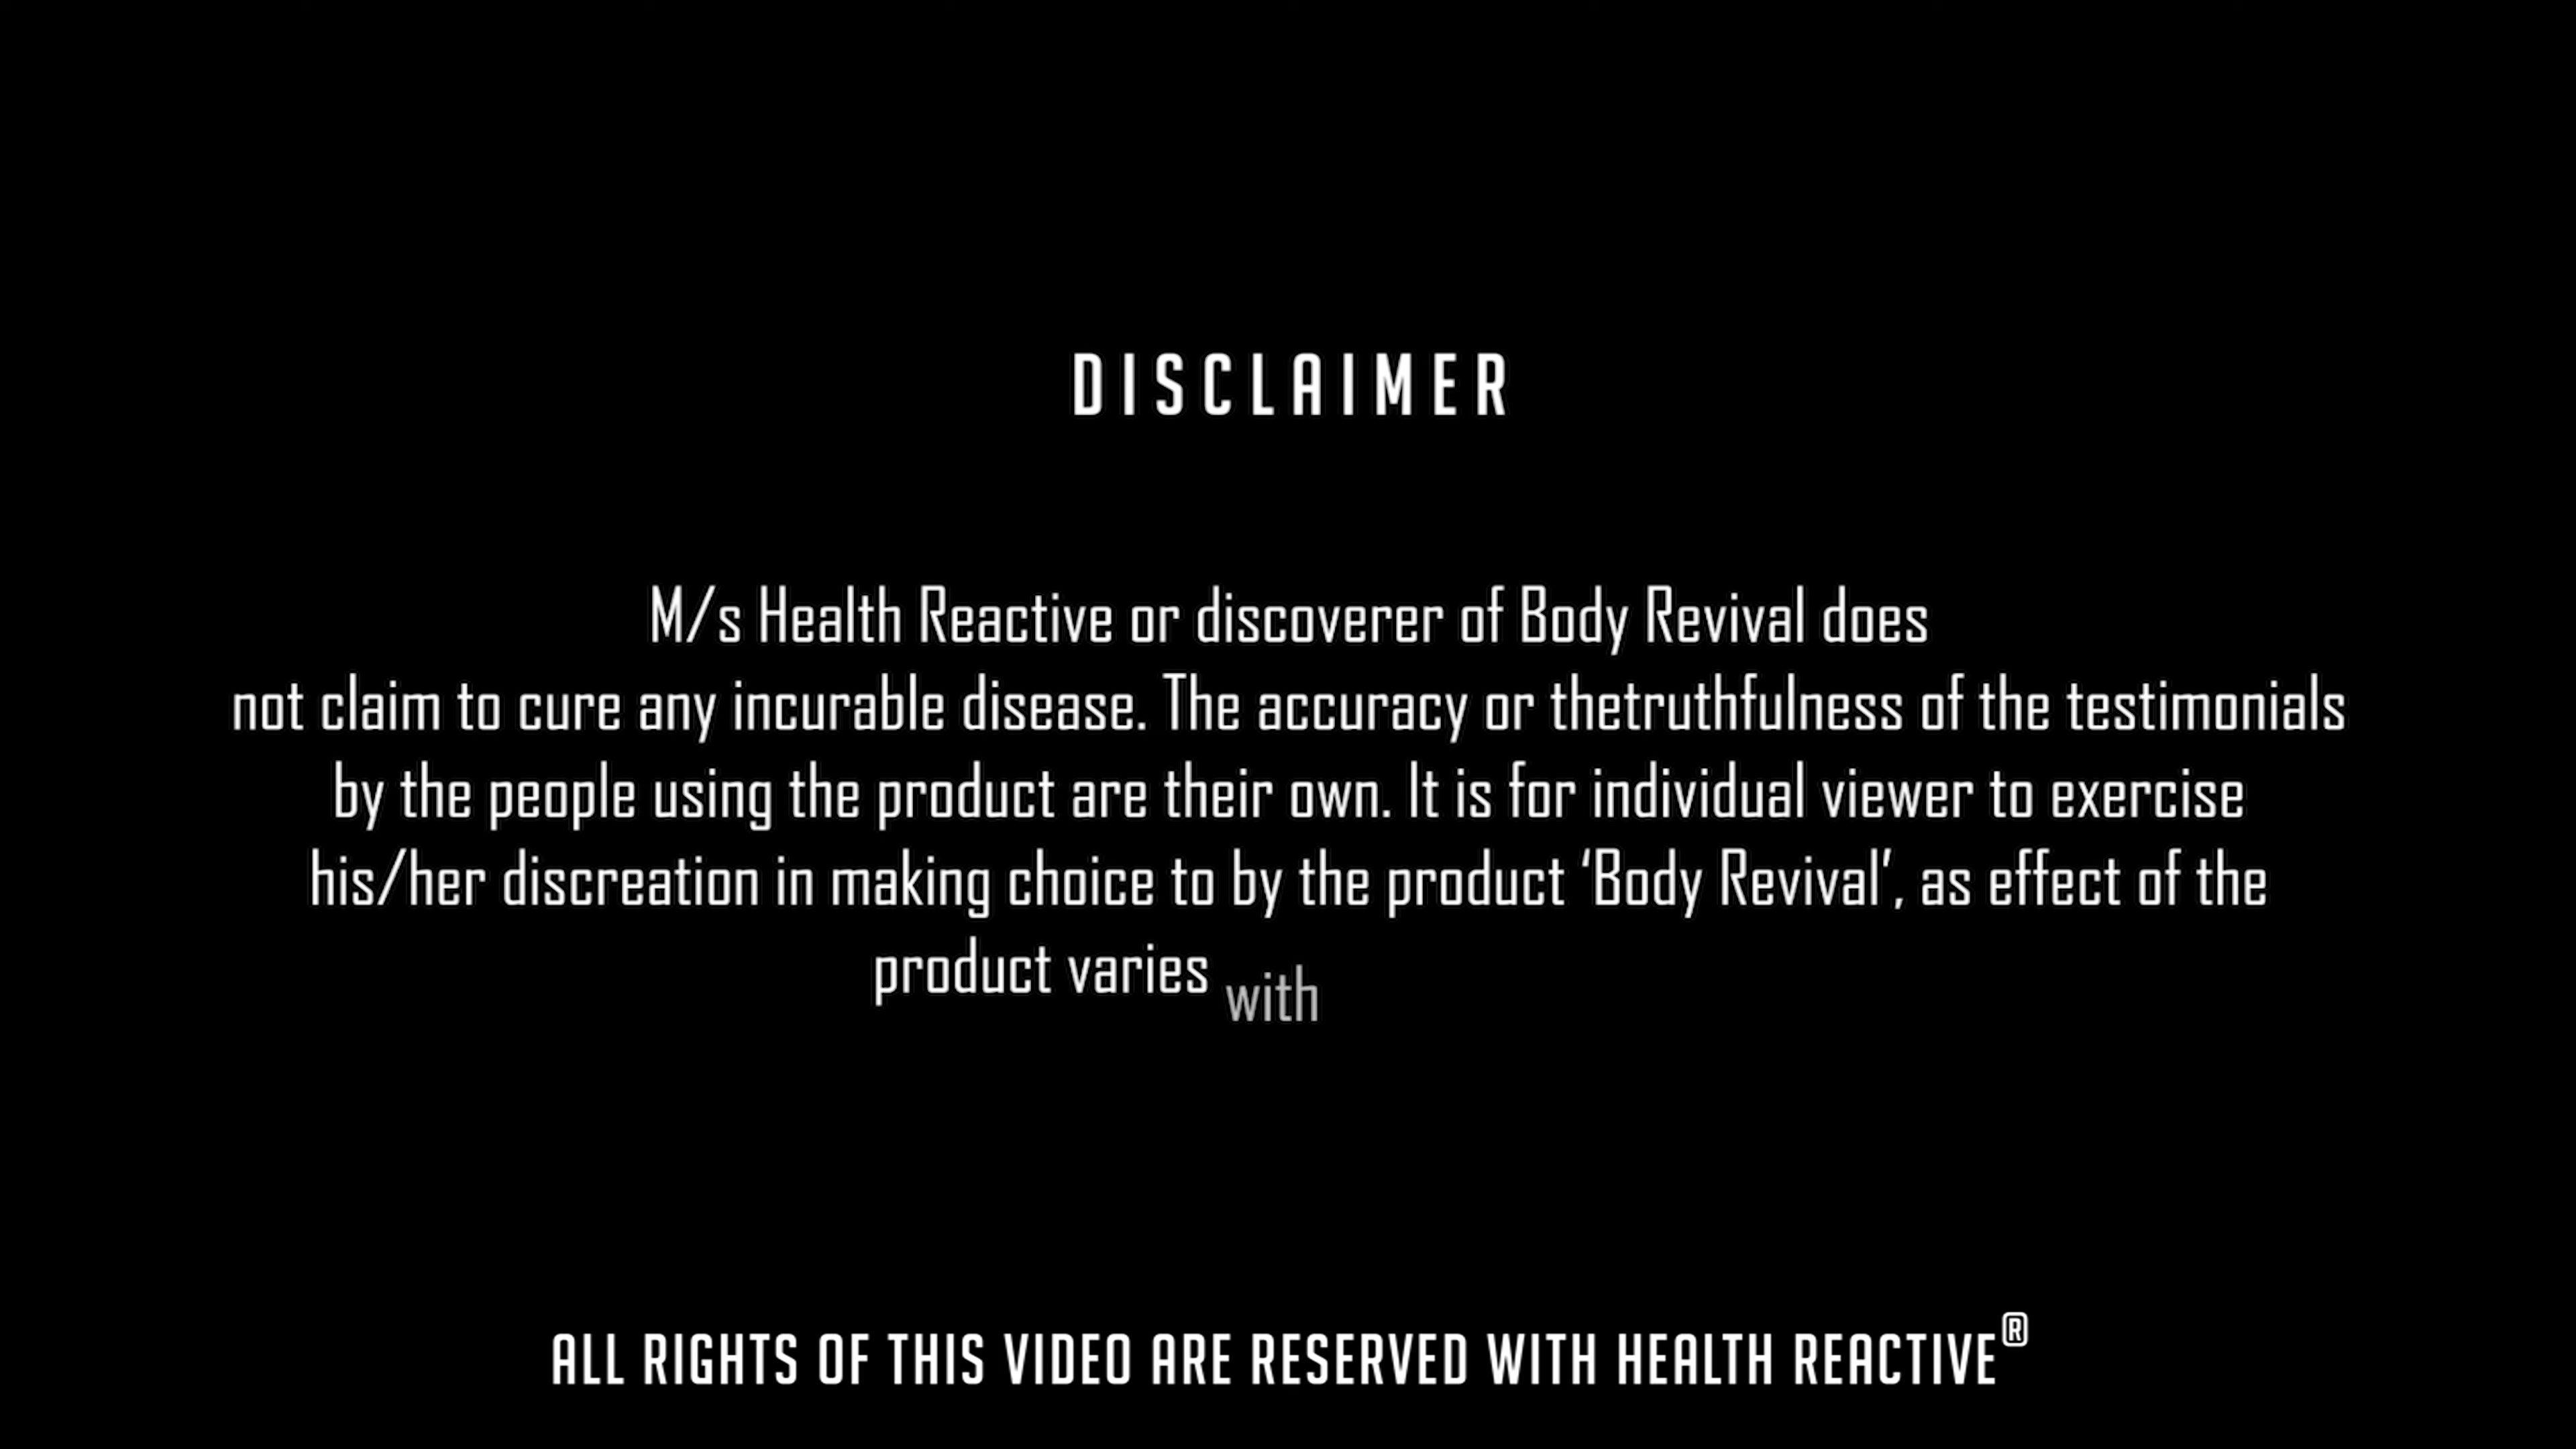 DISCLAIMER
M/s Health Reactive or discoverer of Body Revival does
not claim to cure any incurable disease. The accuracy or thetruthfulness of the testimonials
by the people using the product are their own. It is for individual viewer to exercise
his/her discreation in making choice to by the product ‘Body Revival’, as effect of the
product varies with
ALL RIGHTS OF THIS VIDEO ARE RESERVED WITH HEALTH REACTIVE®